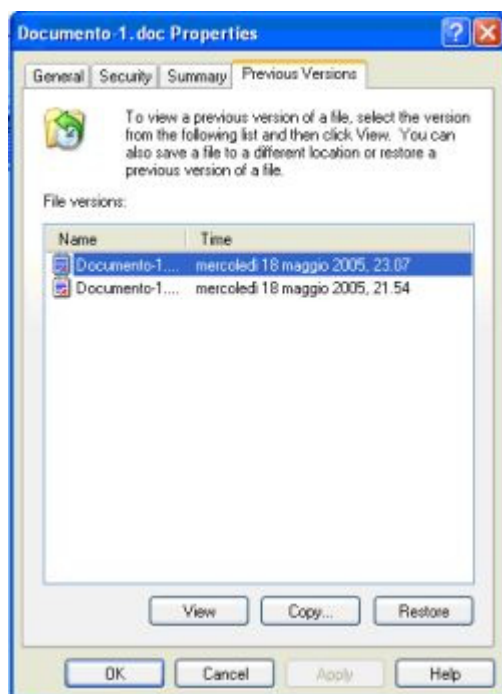 Documento-1.doc Properties
General Security Summary Previous Versions
To view a previous version of a file, select the version
from the following list and then click View. You can
also save a file to a different location or restore a
previous version of a file.
File versions:
Name Time
Documento-1.... mercoledì 18 maggio 2005, 23.07
Documento-1.... mercoledì 18 maggio 2005, 21.54
View Copy... Restore
OK Cancel Apply Help